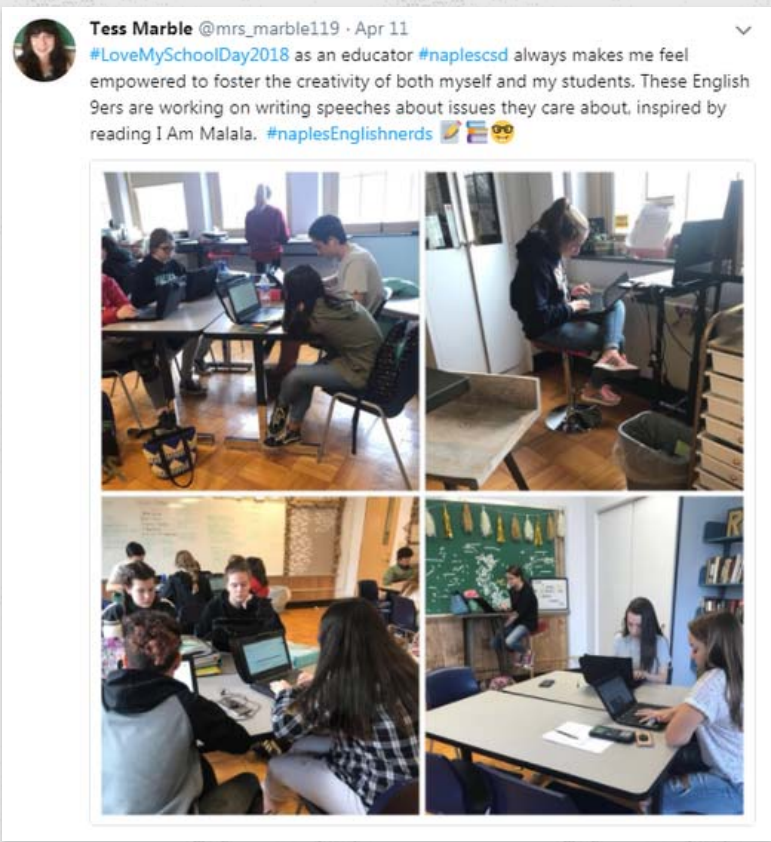 Tess Marble @mrs_marble119 · Apr 11
#LoveMySchoolDay2018 as an educator #naplescsd always makes me feel
empowered to foster the creativity of both myself and my students. These English
9ers are working on writing speeches about issues they care about, inspired by
reading I Am Malala. #naplesEnglishnerds 📝📚🤓